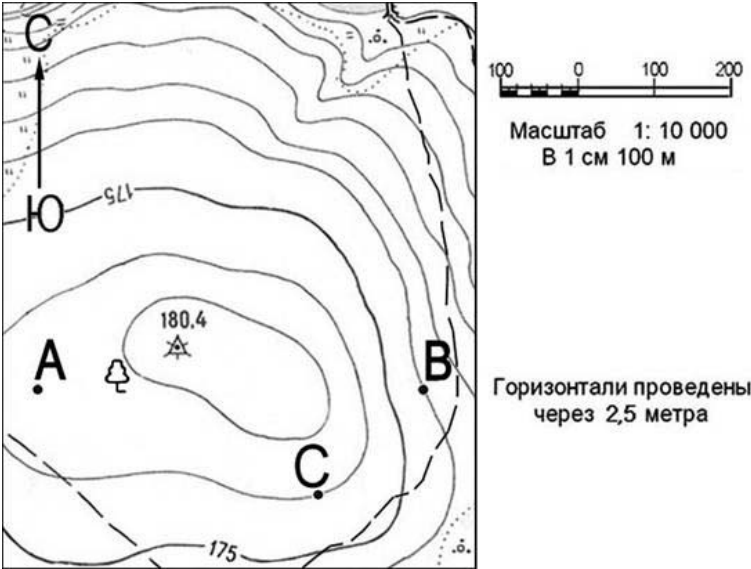 С
Ю
175
180.4
А
В
С
175
100 0 100 200
Масштаб 1: 10 000
В 1 см 100 м
Горизонтали проведены
через 2,5 метра